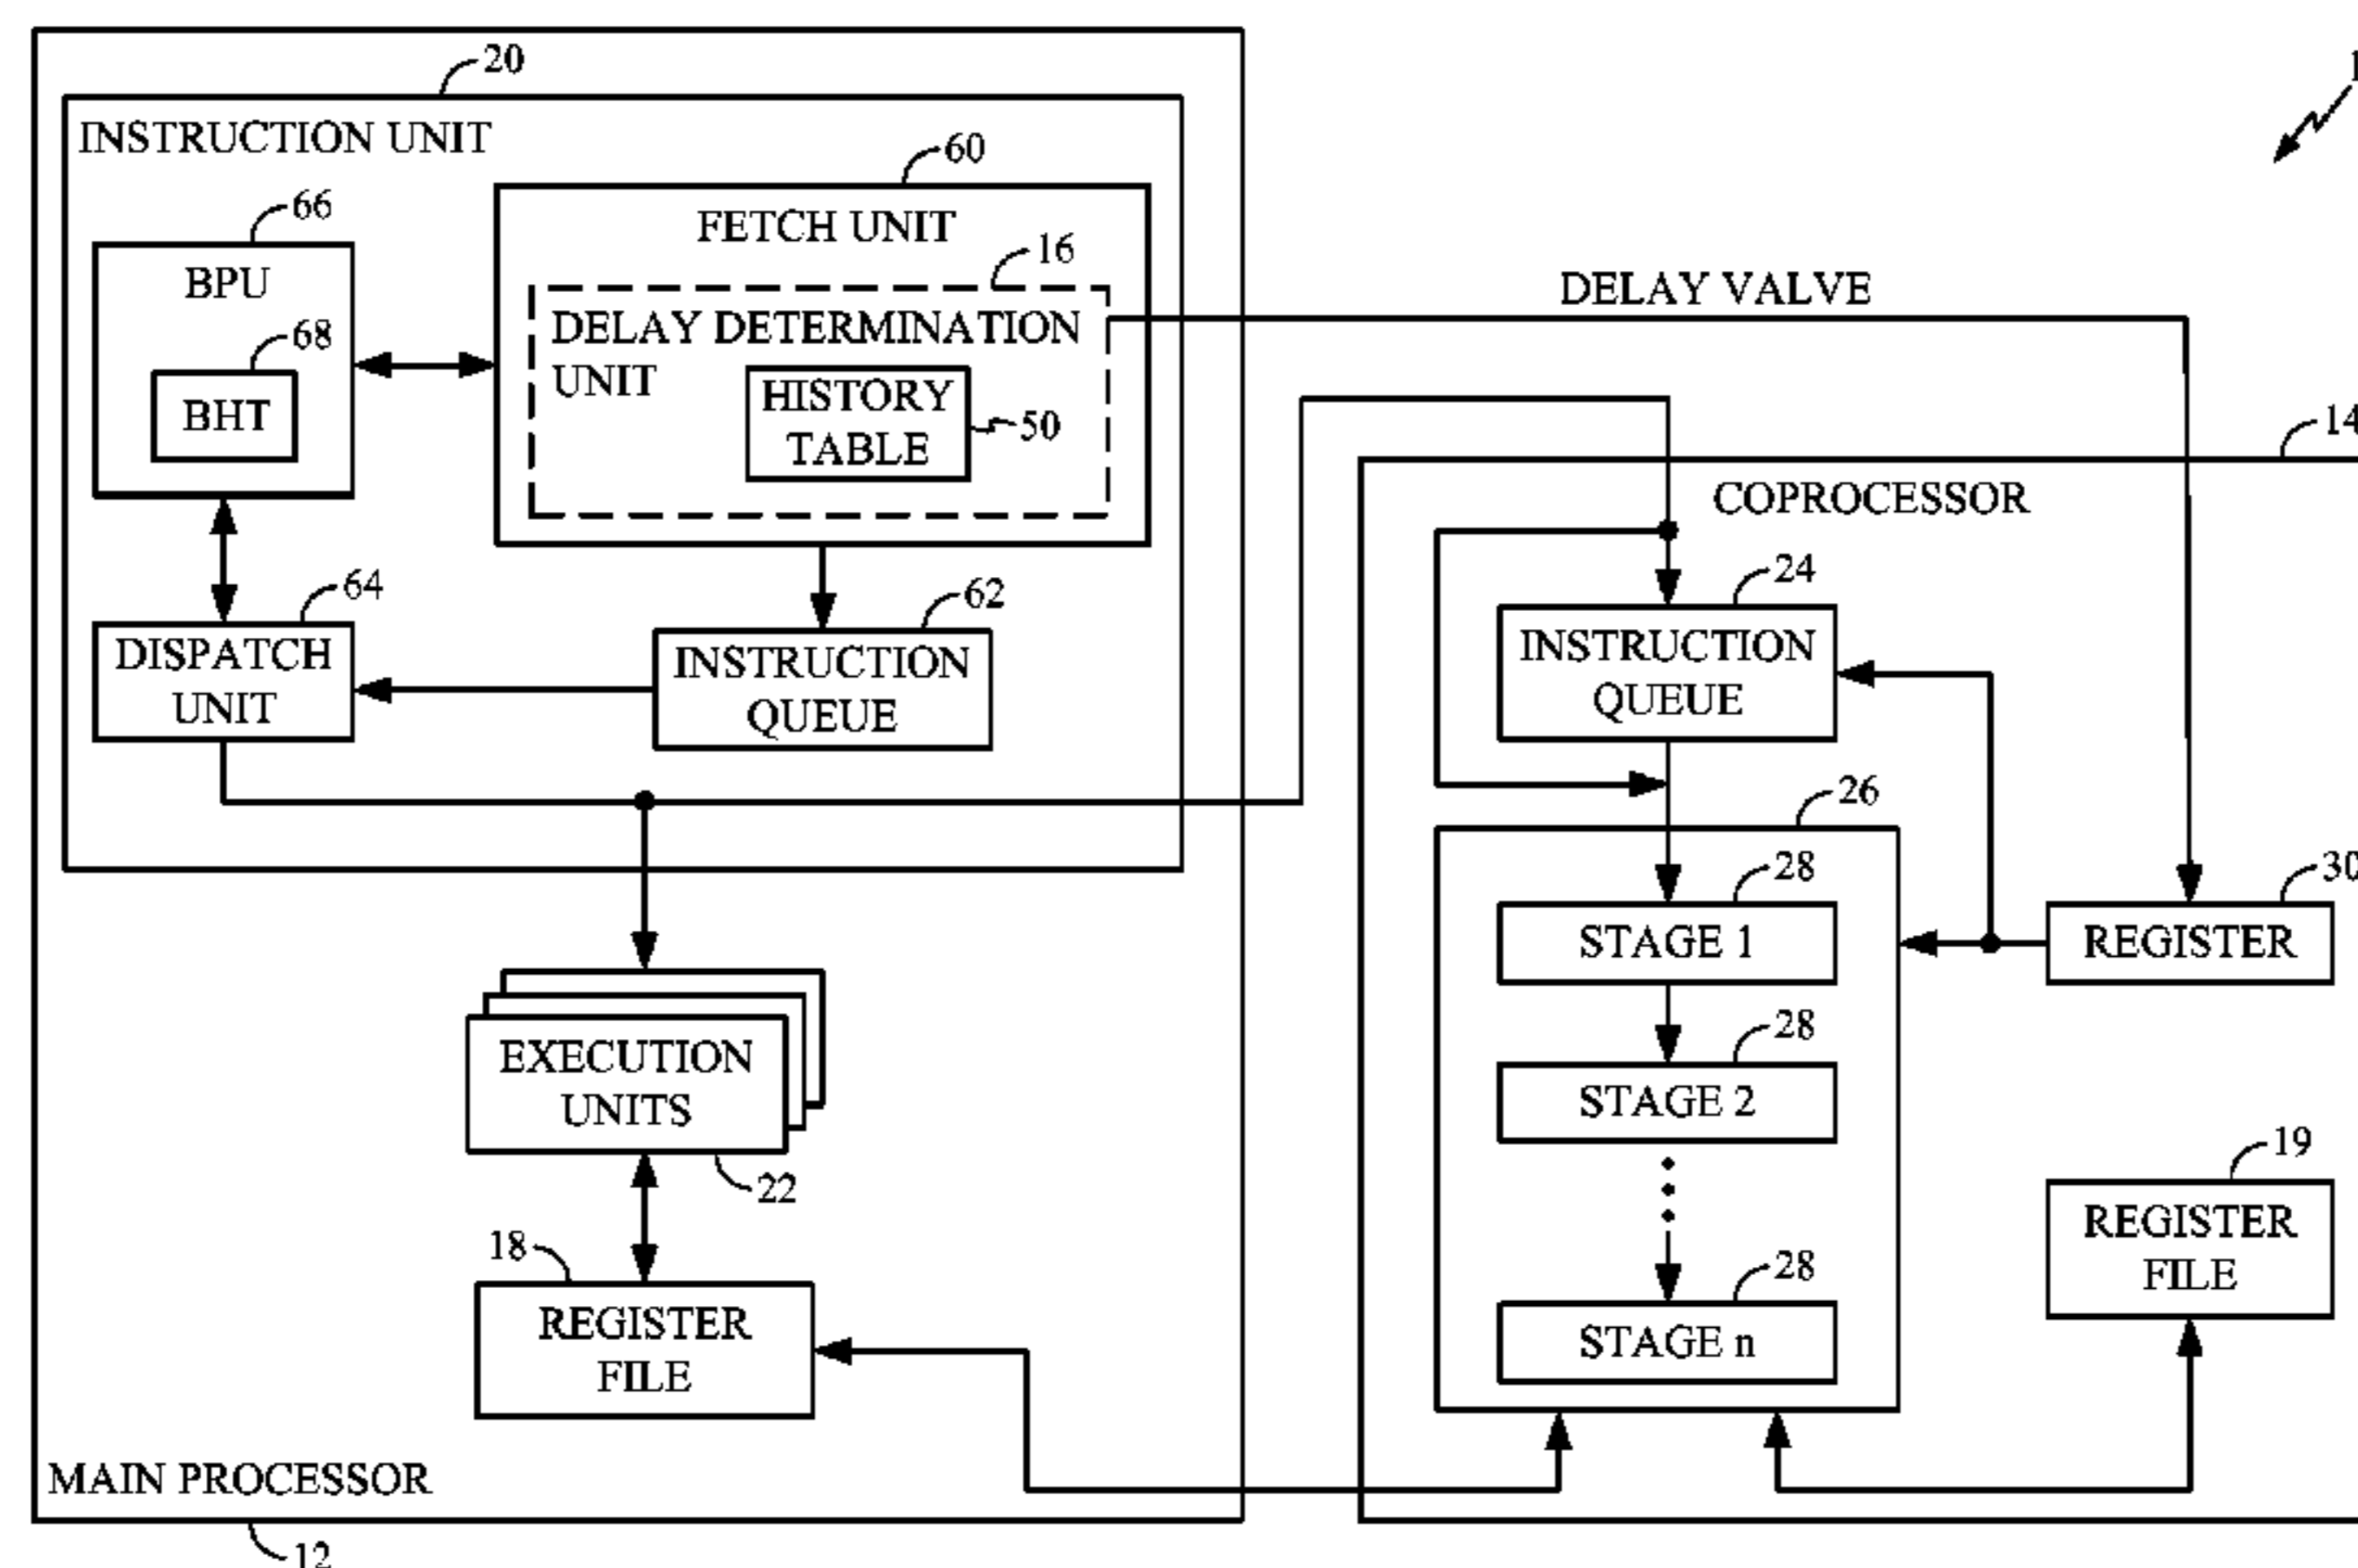 20
INSTRUCTION UNIT
60
66
FETCH UNIT
16
BPU
68
BHT
DELAY DETERMINATION
UNIT
HISTORY
TABLE
50
DELAY VALVE
14
COPROCESSOR
64
62
24
DISPATCH
UNIT
INSTRUCTION
QUEUE
INSTRUCTION
QUEUE
26
28
STAGE 1
30
REGISTER
28
STAGE 2
EXECUTION
UNITS
22
19
REGISTER
FILE
18
REGISTER
FILE
28
STAGE n
MAIN PROCESSOR
12